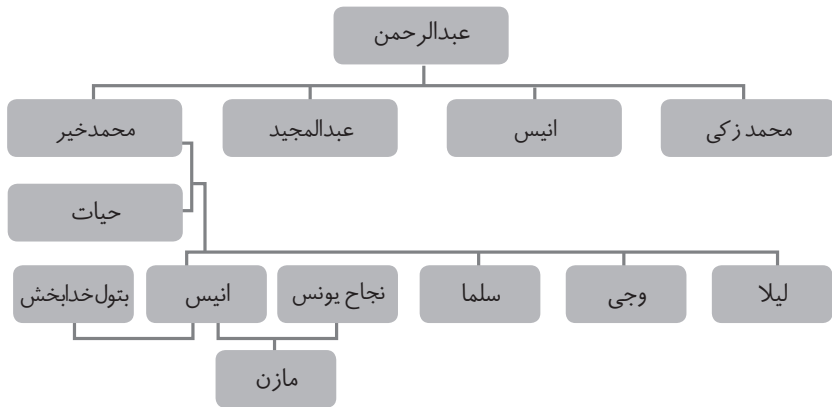 عبدالرحمن
محمد زکی
انیس
عبدالمجید
محمدخیر
حیات
لیلا
وجی
سلما
نجاح یونس
انیس
بتول‌خدابخش
مازن